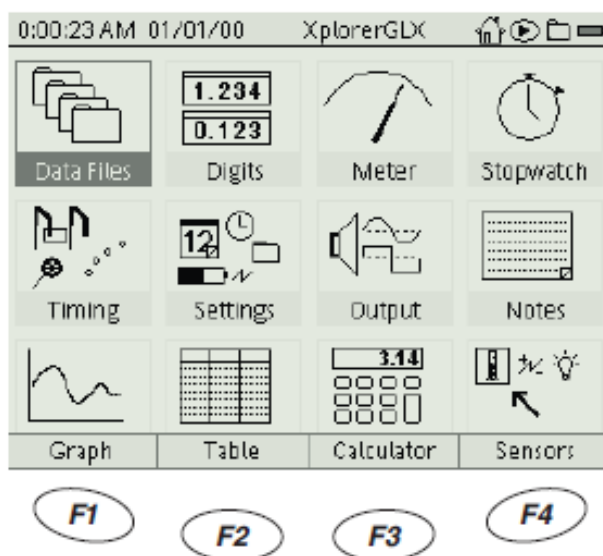 0:00:23 AM 01/01/00 XplorerGLX
1.234
0.123
Data Files Digits Meter Stopwatch
12
Timing Settings Output Notes
3.14
Graph Table Calculator Sensors
F1 F2 F3 F4